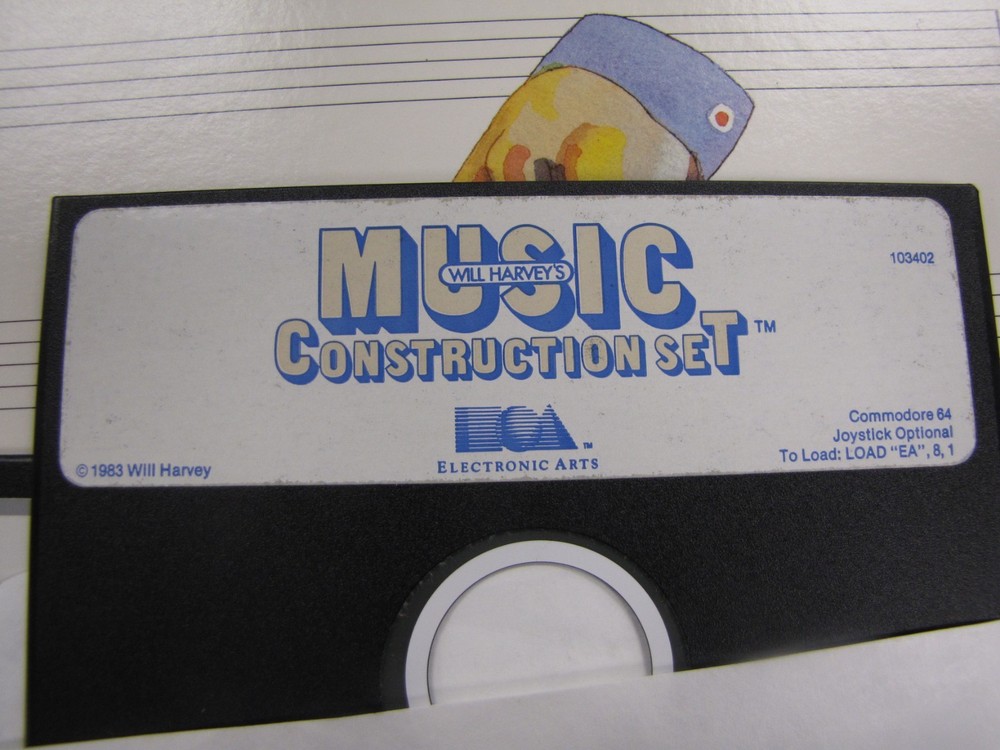 MUSIC
WILL HARVEY'S
CONSTRUCTION SET™
103402
ECA™
ELECTRONIC ARTS
© 1983 Will Harvey
Commodore 64
Joystick Optional
To Load: LOAD “EA”, 8, 1